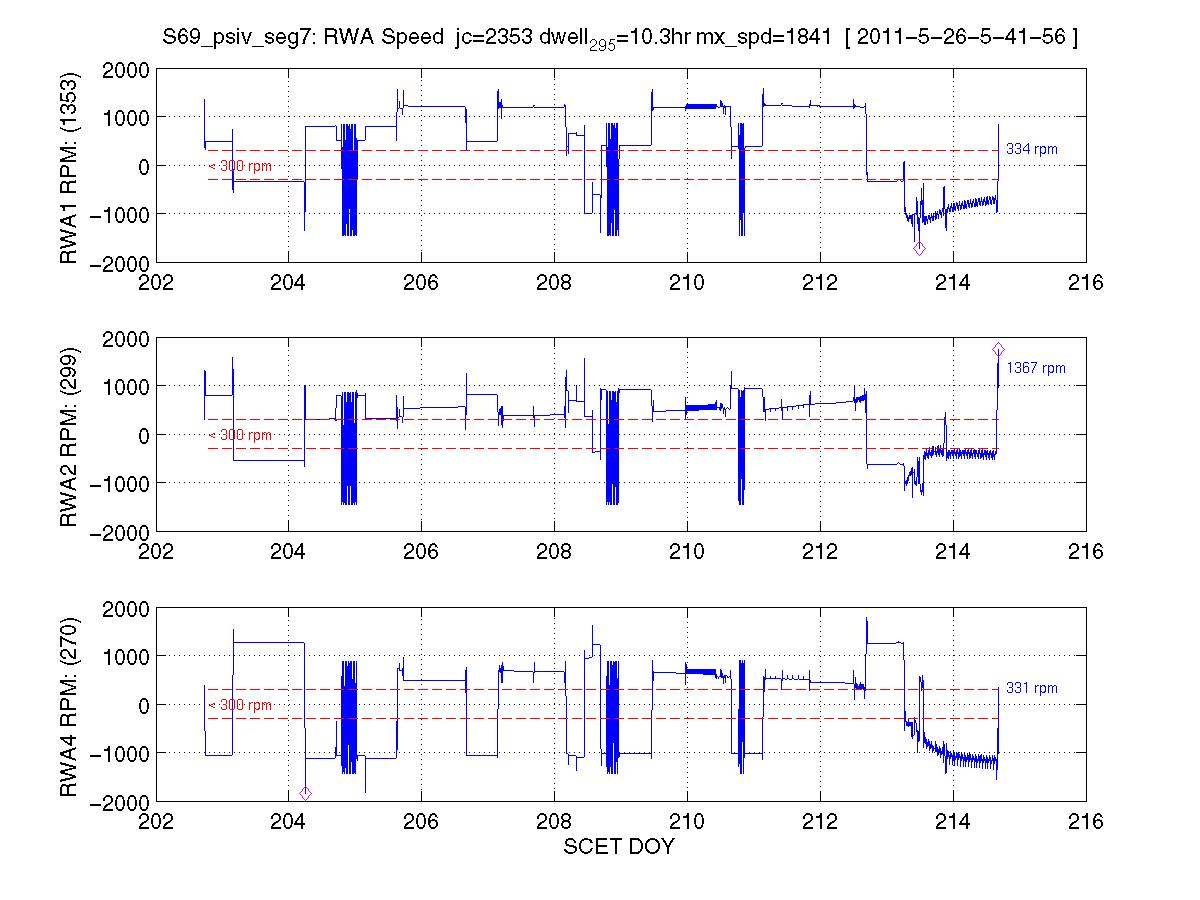 S69_psiv_seg7: RWA Speed jc=2353 dwell295=10.3hr mx_spd=1841 [ 2011−5−26−5−41−56 ]
RWA1 RPM: (1353)
2000
1000
0
−1000
−2000
< 300 rpm
334 rpm
202 204 206 208 210 212 214 216
RWA2 RPM: (299)
2000
1000
0
−1000
−2000
< 300 rpm
1367 rpm
202 204 206 208 210 212 214 216
RWA4 RPM: (270)
2000
1000
0
−1000
−2000
< 300 rpm
331 rpm
202 204 206 208 210 212 214 216
SCET DOY